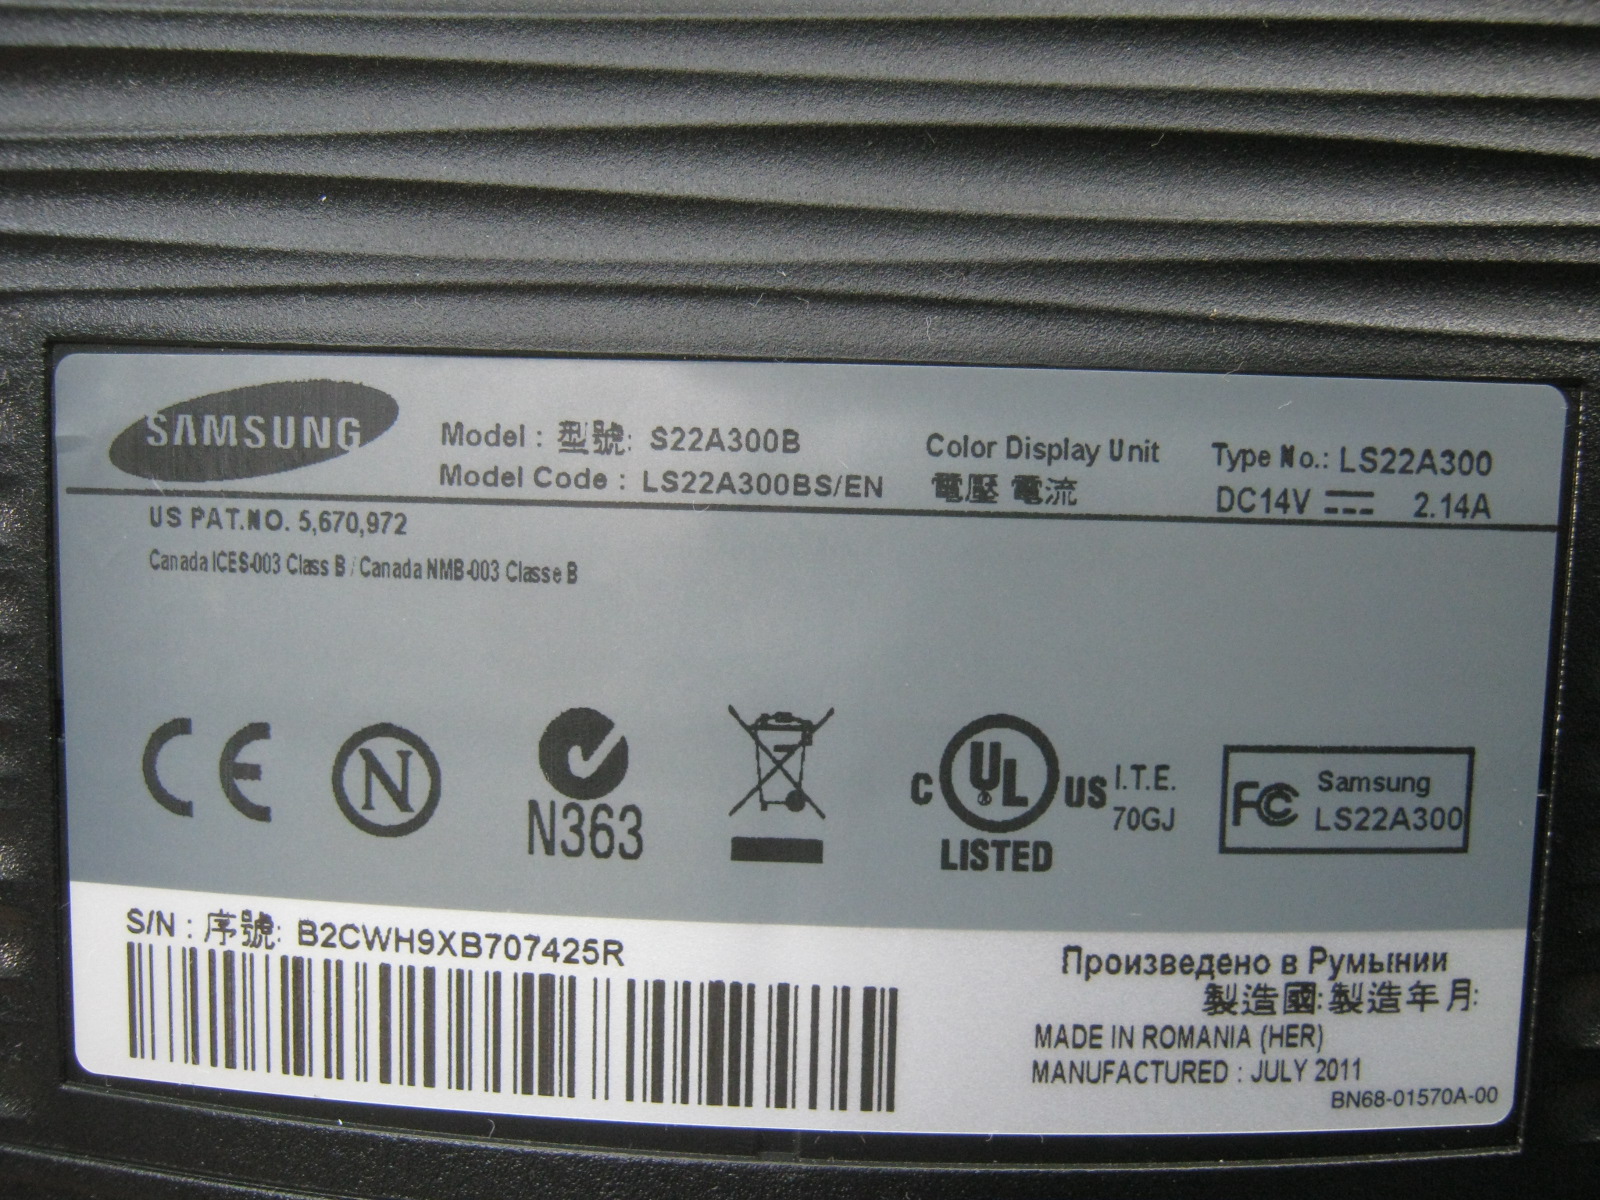 SAMSUNG
Model : 型號: S22A300B
Model Code : LS22A300BS/EN
Color Display Unit
電壓 電流
Type No.: LS22A300
DC14V ⎓ 2.14A
US PAT.NO. 5,670,972
Canada ICES-003 Class B / Canada NMB-003 Classe B
CE
N
N363
C UL US
LISTED
I.T.E.
70GJ
FC
Samsung
LS22A300
S/N : 序號: B2CWH9XB707425R
Произведено в Румынии
製造國: 製造年月:
MADE IN ROMANIA (HER)
MANUFACTURED : JULY 2011
BN68-01570A-00